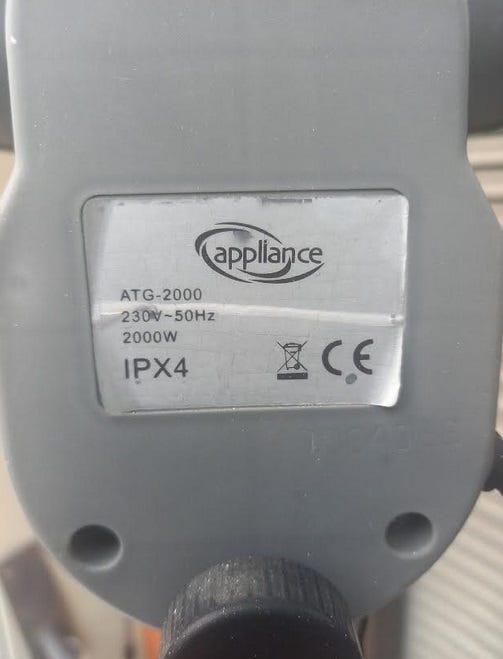 appliance
ATG-2000
230V~50Hz
2000W
IPX4
CE